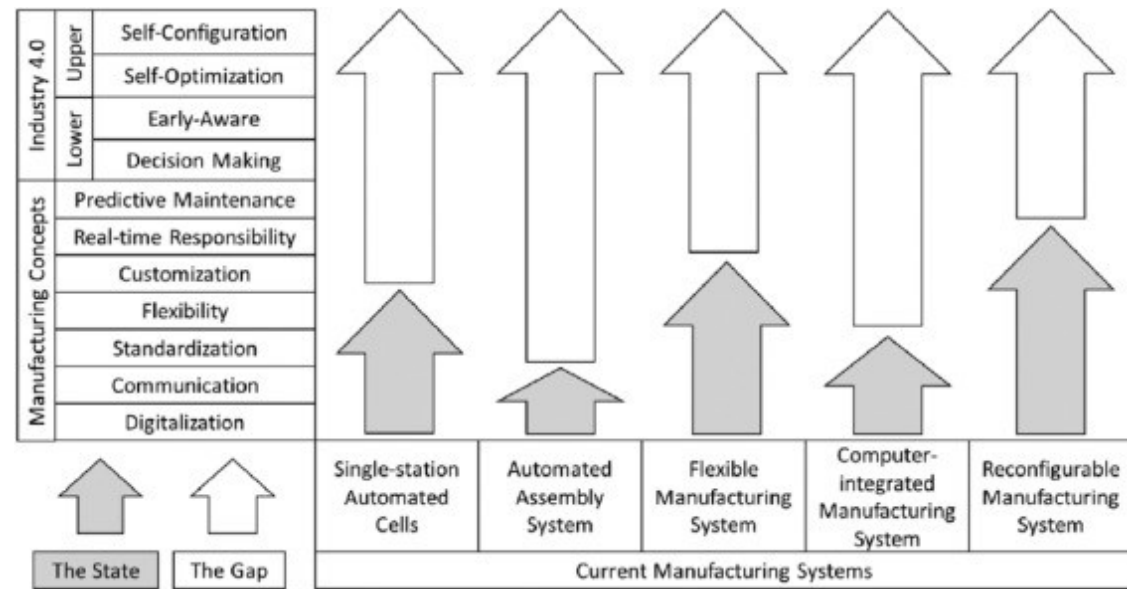 Industry 4.0
Upper
Self-Configuration
Self-Optimization
Lower
Early-Aware
Decision Making
Manufacturing Concepts
Predictive Maintenance
Real-time Responsibility
Customization
Flexibility
Standardization
Communication
Digitalization
The State
The Gap
Single-station
Automated
Cells
Automated
Assembly
System
Flexible
Manufacturing
System
Computer-
integrated
Manufacturing
System
Reconfigurable
Manufacturing
System
Current Manufacturing Systems